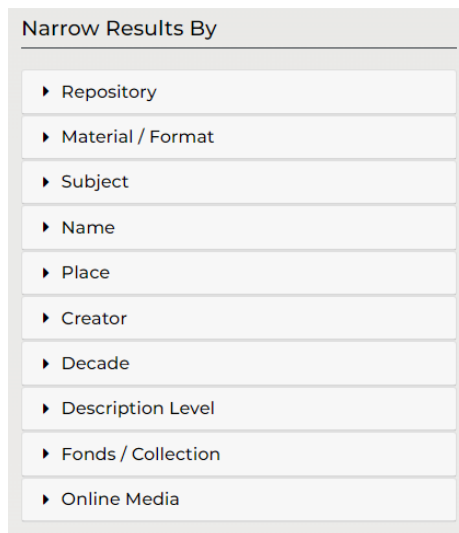 Narrow Results By
Repository
Material / Format
Subject
Name
Place
Creator
Decade
Description Level
Fonds / Collection
Online Media